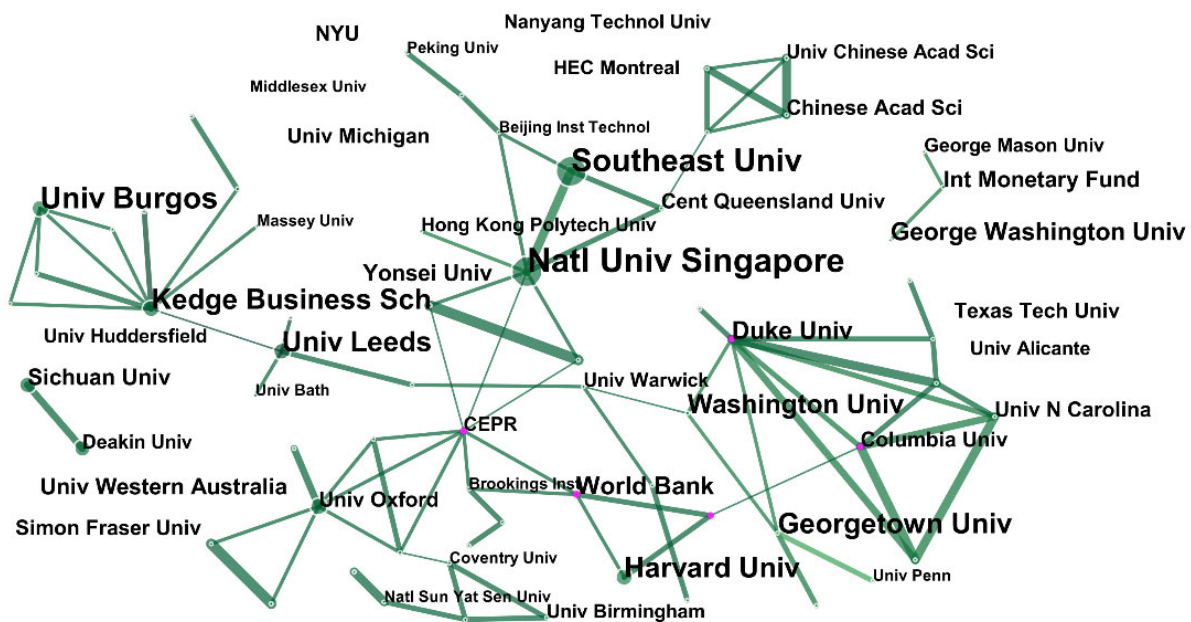 Nanyang Technol Univ
NYU
Peking Univ
Univ Chinese Acad Sci
HEC Montreal
Middlesex Univ
Chinese Acad Sci
Univ Michigan
Beijing Inst Technol
George Mason Univ
Southeast Univ
Int Monetary Fund
Univ Burgos
Cent Queensland Univ
Massey Univ
Hong Kong Polytech Univ
George Washington Univ
Natl Univ Singapore
Yonsei Univ
Kedge Business Sch
Texas Tech Univ
Univ Huddersfield
Duke Univ
Univ Leeds
Univ Alicante
Sichuan Univ
Univ Bath
Univ Warwick
Washington Univ
Univ N Carolina
CEPR
Deakin Univ
Columbia Univ
Univ Western Australia
Brookings Inst
World Bank
Univ Oxford
Simon Fraser Univ
Georgetown Univ
Coventry Univ
Harvard Univ
Univ Penn
Natl Sun Yat Sen Univ
Univ Birmingham